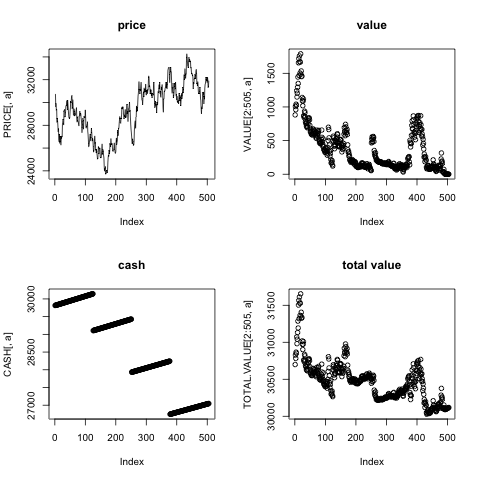 price
PRICE[, a]
24000 28000 32000
0 100 200 300 400 500
Index
value
VALUE[2:505, a]
0 500 1000 1500
0 100 200 300 400 500
Index
cash
CASH[, a]
27000 28500 30000
0 100 200 300 400 500
Index
total value
TOTAL.VALUE[2:505, a]
30000 30500 31000 31500
0 100 200 300 400 500
Index